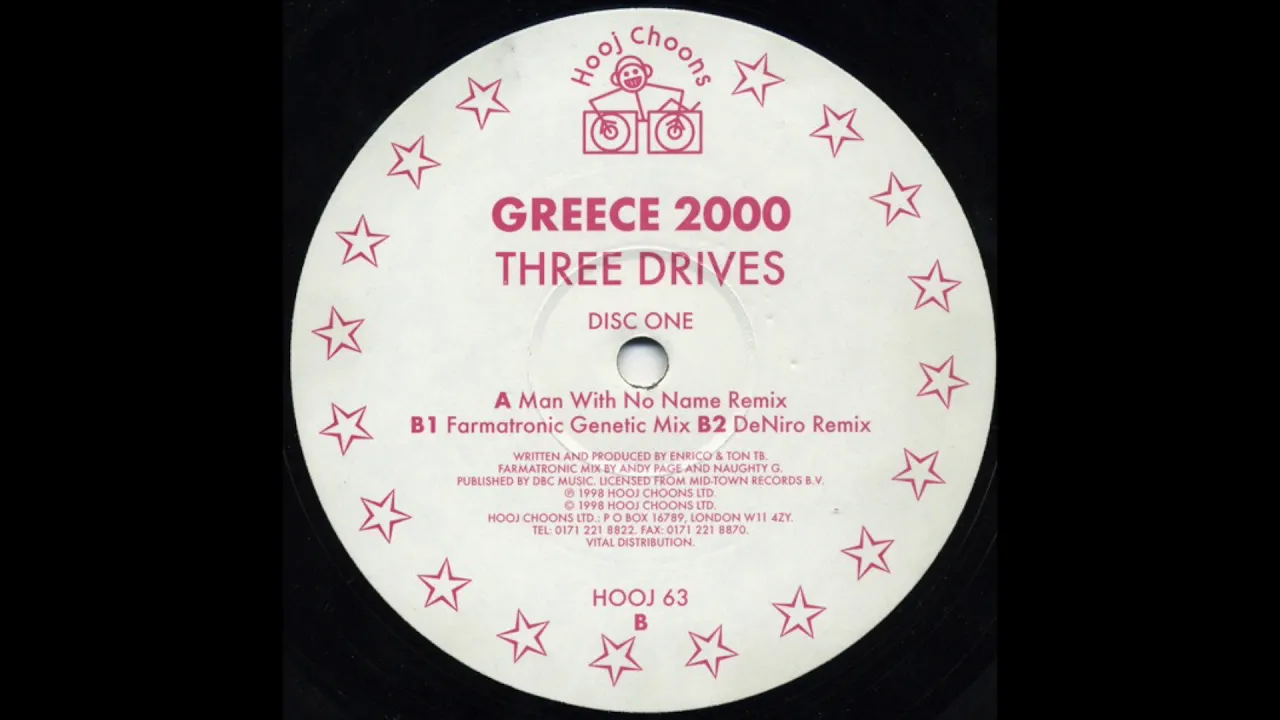 Hooj Choons
GREECE 2000
THREE DRIVES
DISC ONE
A Man With No Name Remix
B1 Farmatronic Genetic Mix B2 DeNiro Remix
WRITTEN AND PRODUCED BY ENRICO & TON TB.
FARMATRONIC MIX BY ANDY PAGE AND NAUGHTY G.
PUBLISHED BY DBC MUSIC. LICENSED FROM MID-TOWN RECORDS B.V.
℗ 1998 HOOJ CHOONS LTD.
© 1998 HOOJ CHOONS LTD.
HOOJ CHOONS LTD.: P O BOX 16789, LONDON W11 4ZY.
TEL: 0171 221 8822. FAX: 0171 221 8870.
VITAL DISTRIBUTION.
HOOJ 63
B